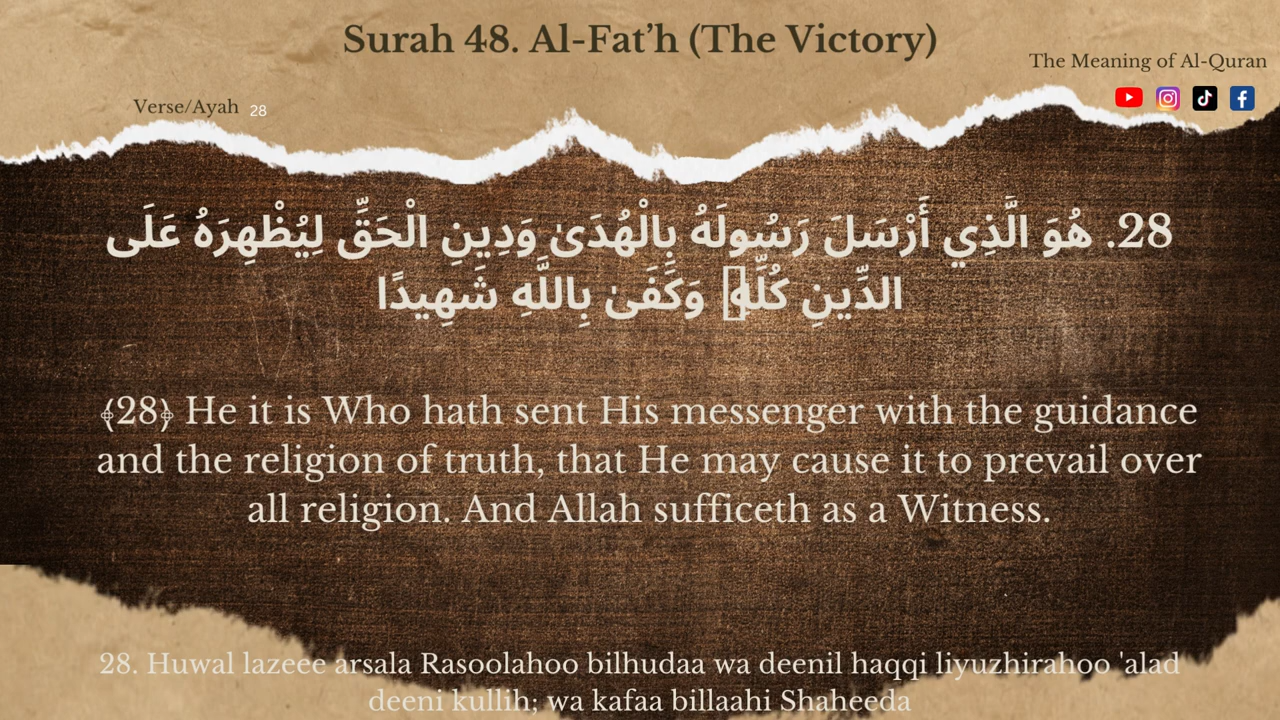 Surah 48. Al-Fat’h (The Victory)
The Meaning of Al-Quran
Verse/Ayah 28
28. هُوَ الَّذِي أَرْسَلَ رَسُولَهُ بِالْهُدَىٰ وَدِينِ الْحَقِّ لِيُظْهِرَهُ عَلَى
الدِّينِ كُلِّهِ وَكَفَىٰ بِاللَّهِ شَهِيدًا
﴾28﴿ He it is Who hath sent His messenger with the guidance
and the religion of truth, that He may cause it to prevail over
all religion. And Allah sufficeth as a Witness.
28. Huwal lazeee arsala Rasoolahoo bilhudaa wa deenil haqqi liyuzhirahoo 'alad
deeni kullih; wa kafaa billaahi Shaheeda